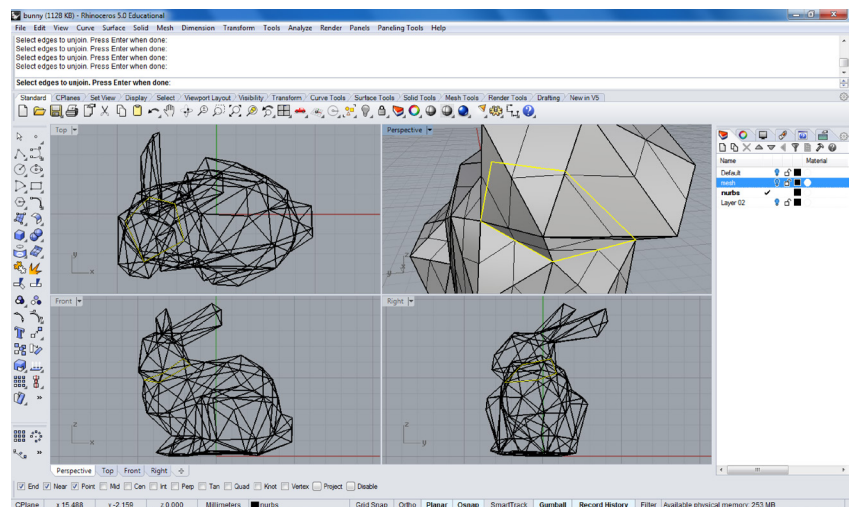 bunny (1128 KB) - Rhinoceros 5.0 Educational
File Edit View Curve Surface Solid Mesh Dimension Transform Tools Analyze Render Panels Paneling Tools Help
Select edges to unjoin. Press Enter when done:
Select edges to unjoin. Press Enter when done:
Select edges to unjoin. Press Enter when done:
Select edges to unjoin. Press Enter when done:
Select edges to unjoin. Press Enter when done:
Standard CPlanes Set View Display Select Viewport Layout Visibility Transform Curve Tools Surface Tools Solid Tools Mesh Tools Render Tools Drafting New in V5
Top
Perspective
Name Material
Default
mesh
nurbs
Layer 02
y
x
Front
Right
z
x
z
y
Perspective Top Front Right
End Near Point Mid Cen Int Perp Tan Quad Knot Vertex Project Disable
CPlane x 15.488 y -2.159 z 0.000 Millimeters nurbs Grid Snap Ortho Planar Osnap SmartTrack Gumball Record History Filter Available physical memory: 253 MB